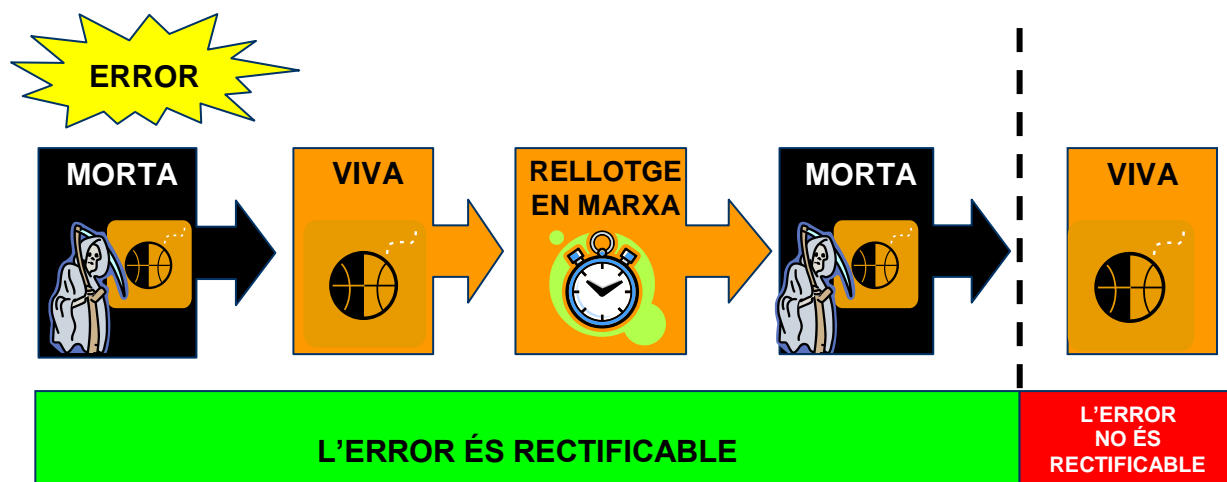 ERROR
MORTA
VIVA
RELLOTGE
EN MARXA
MORTA
VIVA
L'ERROR ÉS RECTIFICABLE
L'ERROR
NO ÉS
RECTIFICABLE